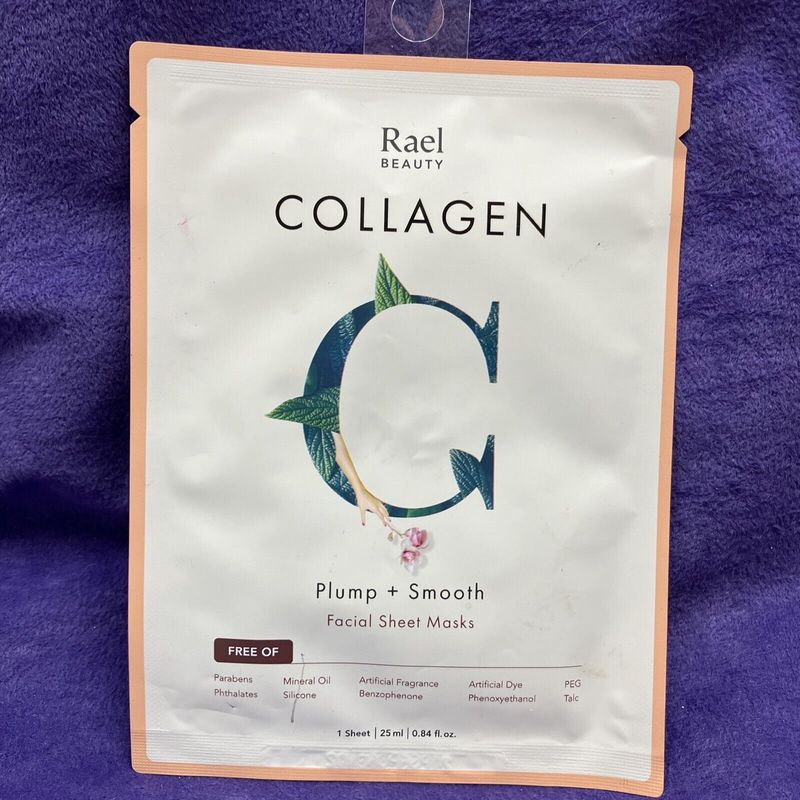 Rael
BEAUTY
COLLAGEN
C
Plump + Smooth
Facial Sheet Masks
FREE OF
Parabens Mineral Oil Artificial Fragrance Artificial Dye PEG
Phthalates Silicone Benzophenone Phenoxyethanol Talc
1 Sheet | 25 ml | 0.84 fl.oz.